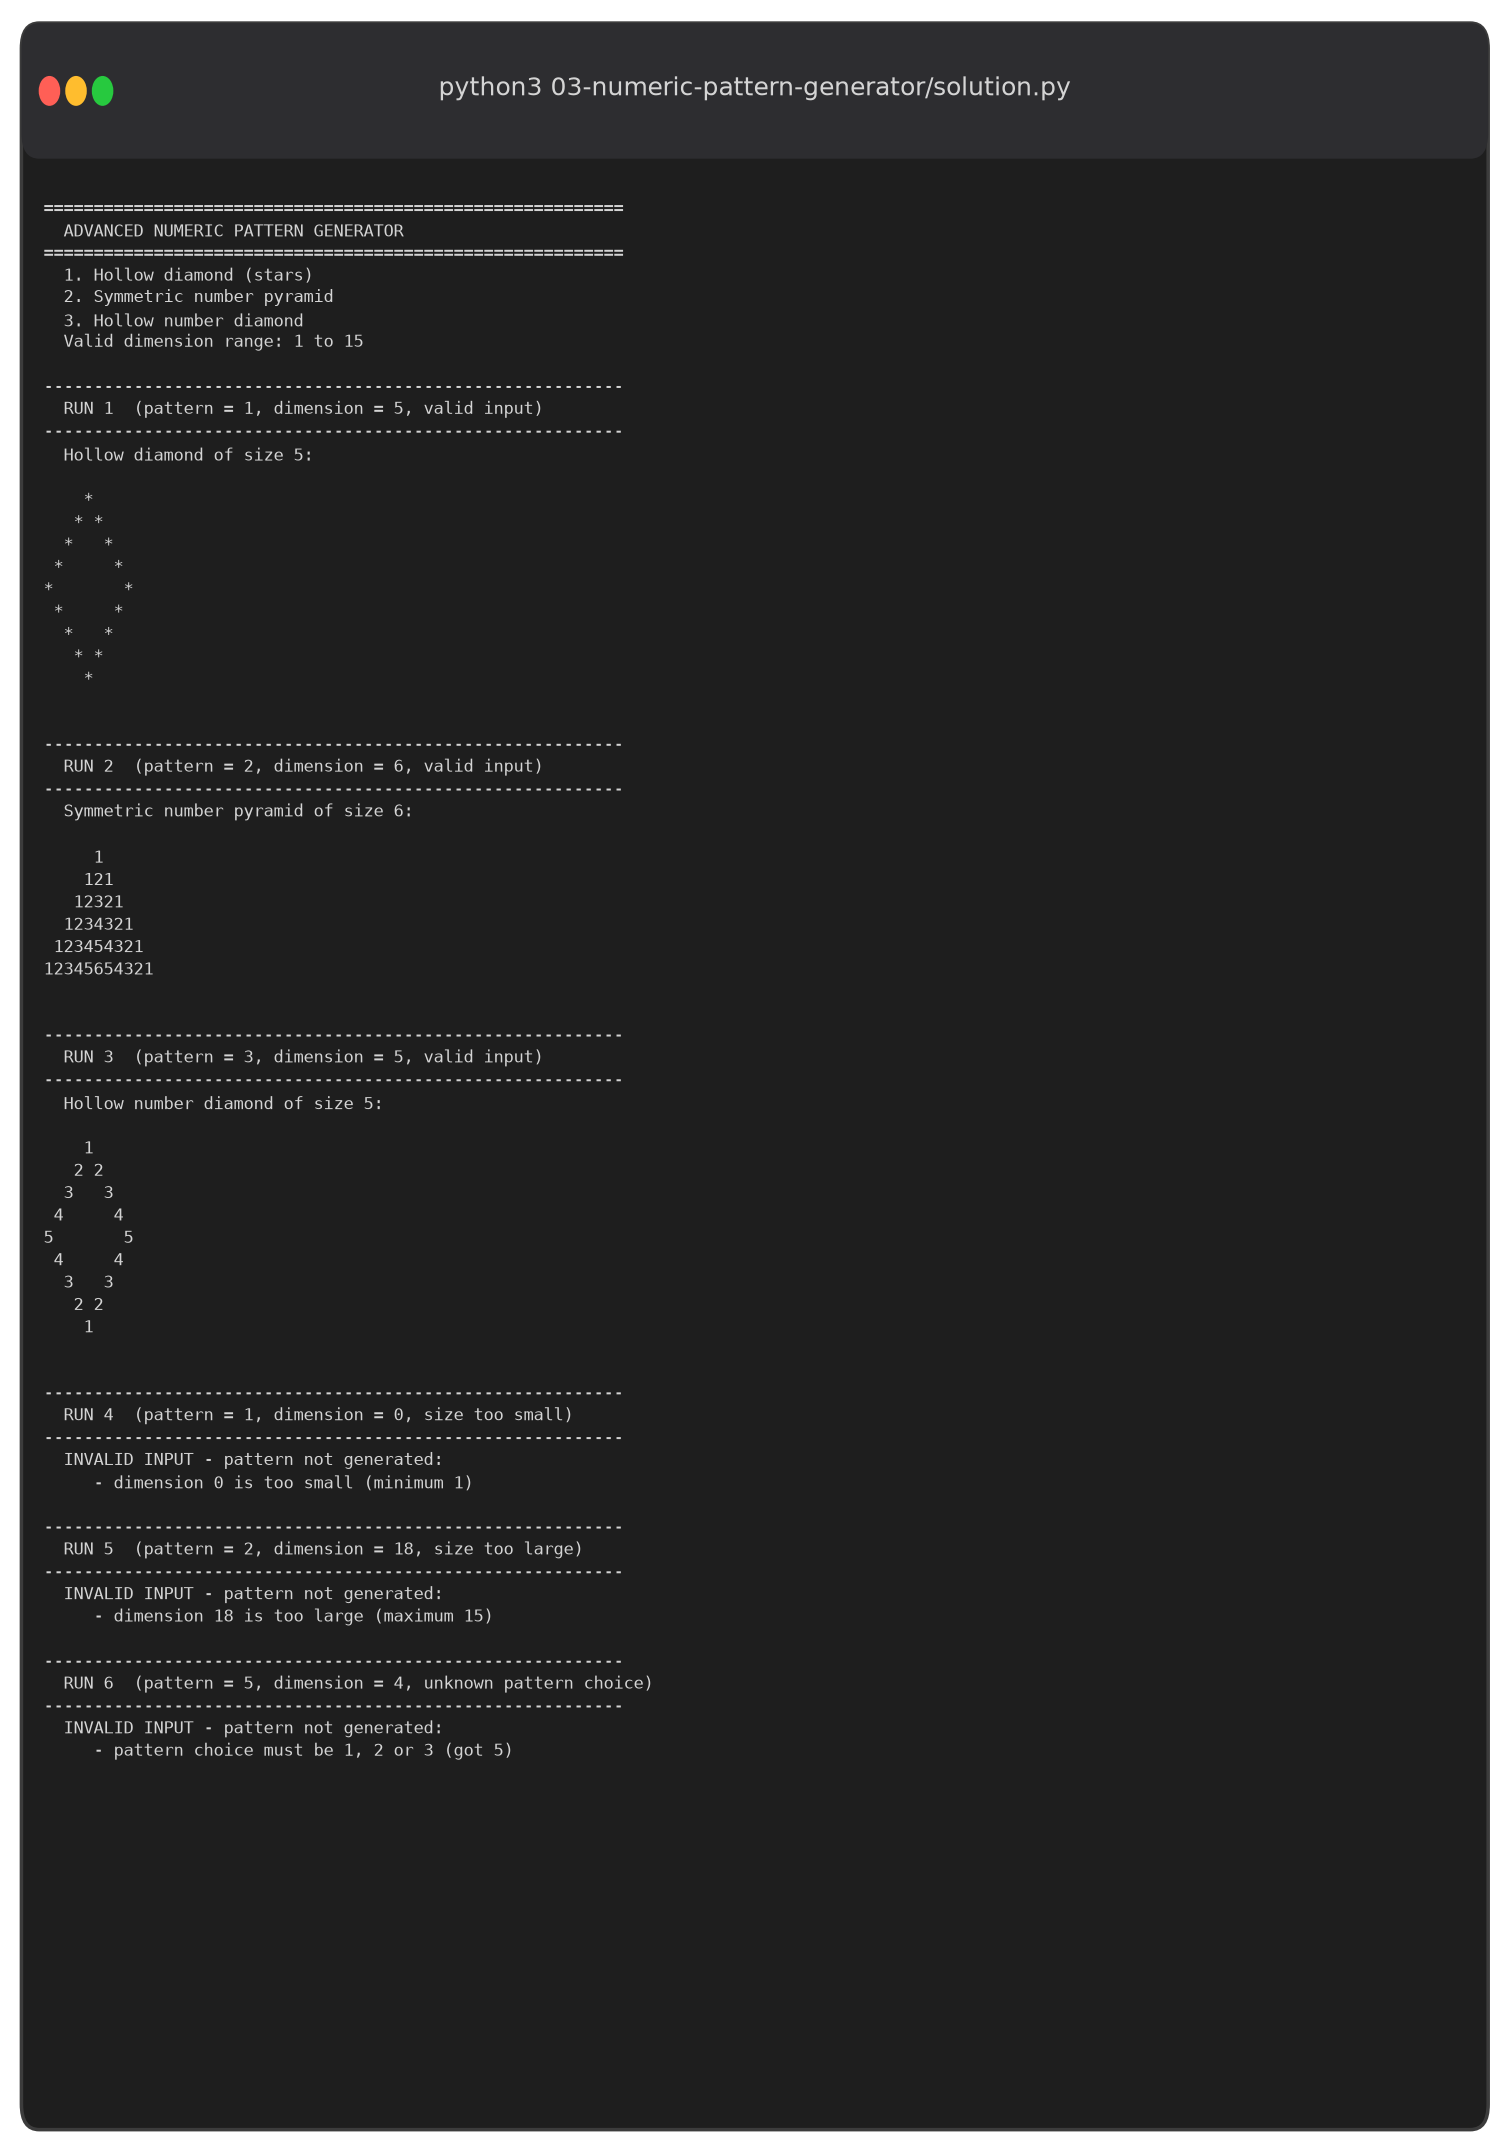 python3 03-numeric-pattern-generator/solution.py
==========================================================
  ADVANCED NUMERIC PATTERN GENERATOR
==========================================================
  1. Hollow diamond (stars)
  2. Symmetric number pyramid
  3. Hollow number diamond
  Valid dimension range: 1 to 15

----------------------------------------------------------
  RUN 1  (pattern = 1, dimension = 5, valid input)
----------------------------------------------------------
  Hollow diamond of size 5:

    *
   * *
  *   *
 *     *
*       *
 *     *
  *   *
   * *
    *


----------------------------------------------------------
  RUN 2  (pattern = 2, dimension = 6, valid input)
----------------------------------------------------------
  Symmetric number pyramid of size 6:

     1
    121
   12321
  1234321
 123454321
12345654321


----------------------------------------------------------
  RUN 3  (pattern = 3, dimension = 5, valid input)
----------------------------------------------------------
  Hollow number diamond of size 5:

    1
   2 2
  3   3
 4     4
5       5
 4     4
  3   3
   2 2
    1


----------------------------------------------------------
  RUN 4  (pattern = 1, dimension = 0, size too small)
----------------------------------------------------------
  INVALID INPUT - pattern not generated:
     - dimension 0 is too small (minimum 1)

----------------------------------------------------------
  RUN 5  (pattern = 2, dimension = 18, size too large)
----------------------------------------------------------
  INVALID INPUT - pattern not generated:
     - dimension 18 is too large (maximum 15)

----------------------------------------------------------
  RUN 6  (pattern = 5, dimension = 4, unknown pattern choice)
----------------------------------------------------------
  INVALID INPUT - pattern not generated:
     - pattern choice must be 1, 2 or 3 (got 5)